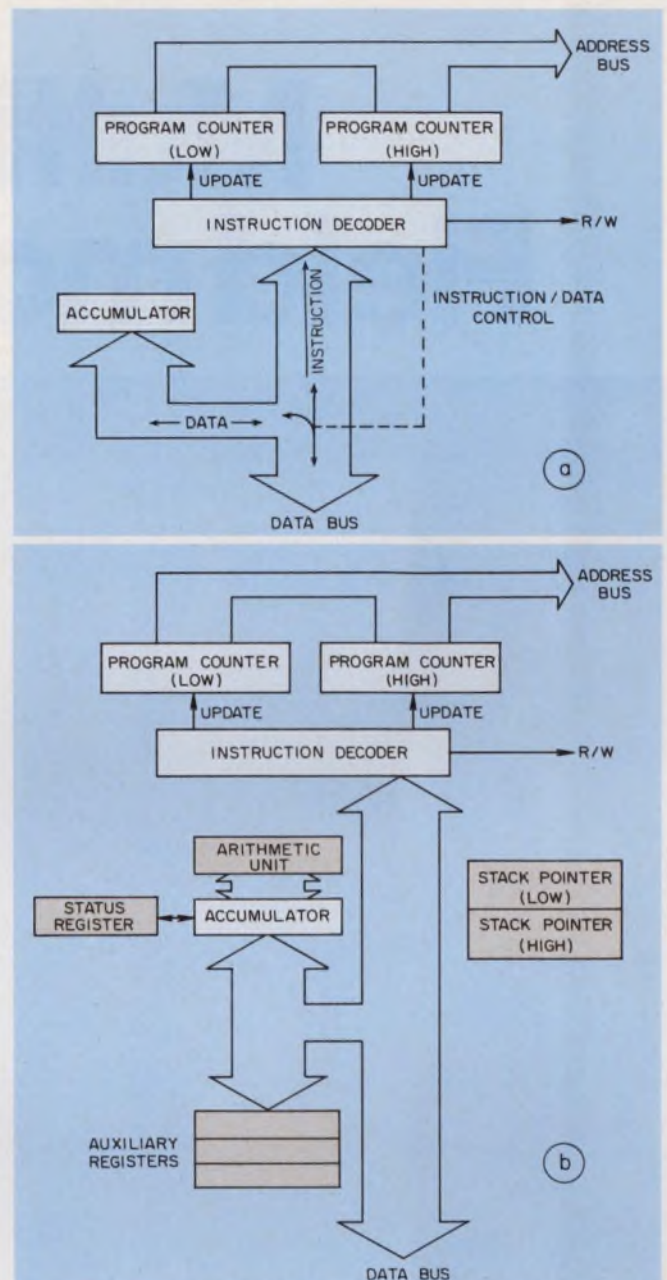 ADDRESS
BUS
PROGRAM COUNTER
(LOW)
PROGRAM COUNTER
(HIGH)
UPDATE
UPDATE
INSTRUCTION DECODER
R/W
INSTRUCTION
INSTRUCTION / DATA
CONTROL
ACCUMULATOR
DATA
a
DATA BUS
ADDRESS
BUS
PROGRAM COUNTER
(LOW)
PROGRAM COUNTER
(HIGH)
UPDATE
UPDATE
INSTRUCTION DECODER
R/W
ARITHMETIC
UNIT
STATUS
REGISTER
ACCUMULATOR
STACK POINTER
(LOW)
STACK POINTER
(HIGH)
AUXILIARY
REGISTERS
b
DATA BUS